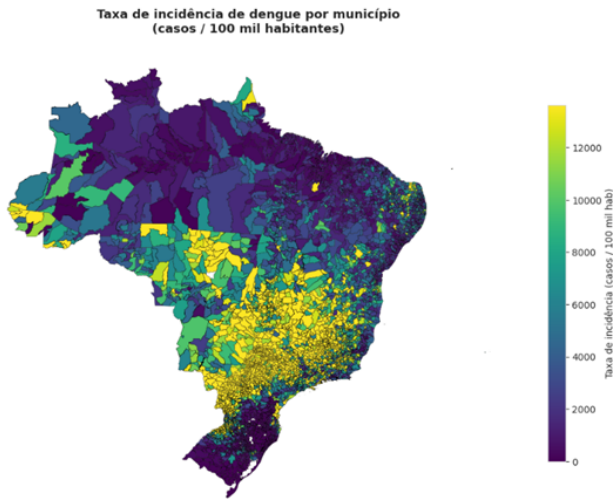 Taxa de incidência de dengue por município
(casos / 100 mil habitantes)
12000
10000
8000
6000
4000
2000
0
Taxa de incidência (casos / 100 mil hab)